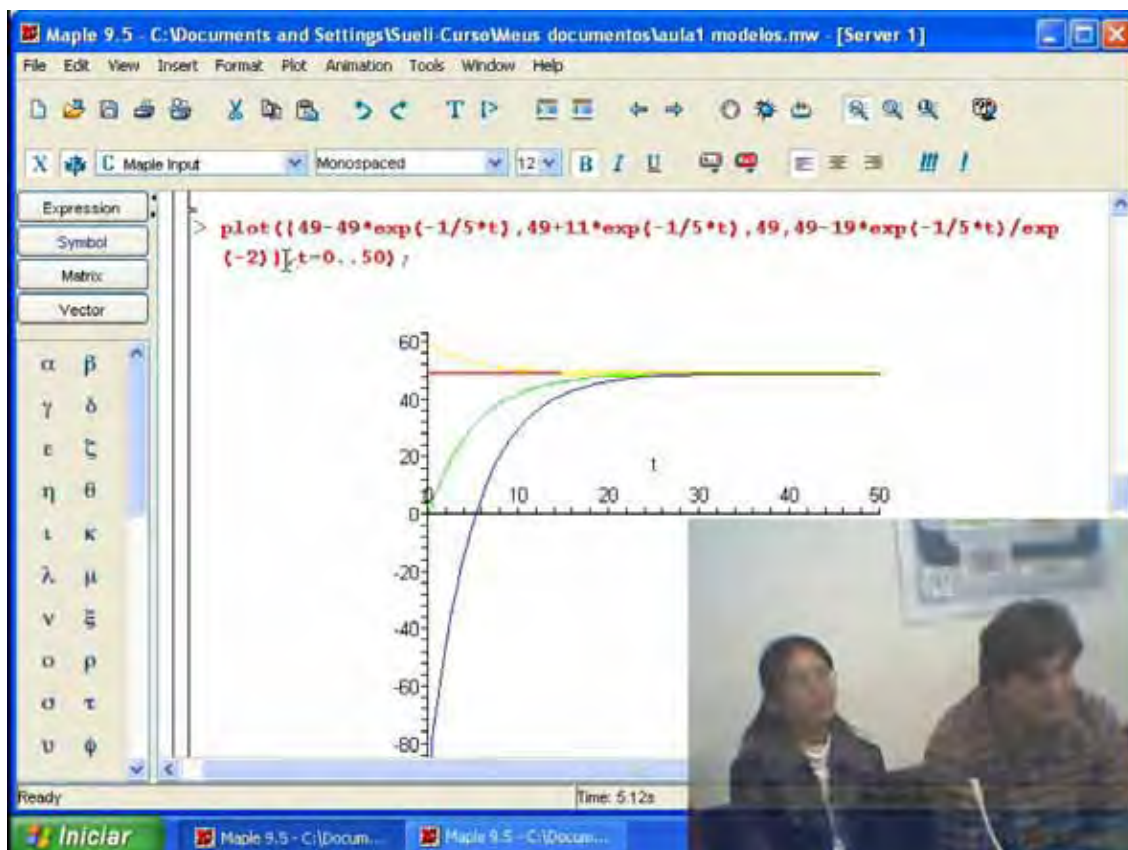 Maple 9.5 - C:\Documents and Settings\Sueli-Curso\Meus documentos\aula1 modelos.mw - [Server 1]
File Edit View Insert Format Plot Animation Tools Window Help
T
X C Maple Input Monospaced 12 B I U !!! !
Expression
Symbol
Matrix
Vector
α β
γ δ
ε ζ
η θ
ι κ
λ μ
ν ξ
ο ρ
σ τ
υ φ
> plot({49-49*exp(-1/5*t),49+11*exp(-1/5*t),49,49-19*exp(-1/5*t)/exp
(-2)},t=0..50);
60
40
20
t
0 10 20 30 40 50
0
-20
-40
-60
-80
Ready Time: 5.12s
Iniciar Maple 9.5 - C:\Docum... Maple 9.5 - C:\Docum...